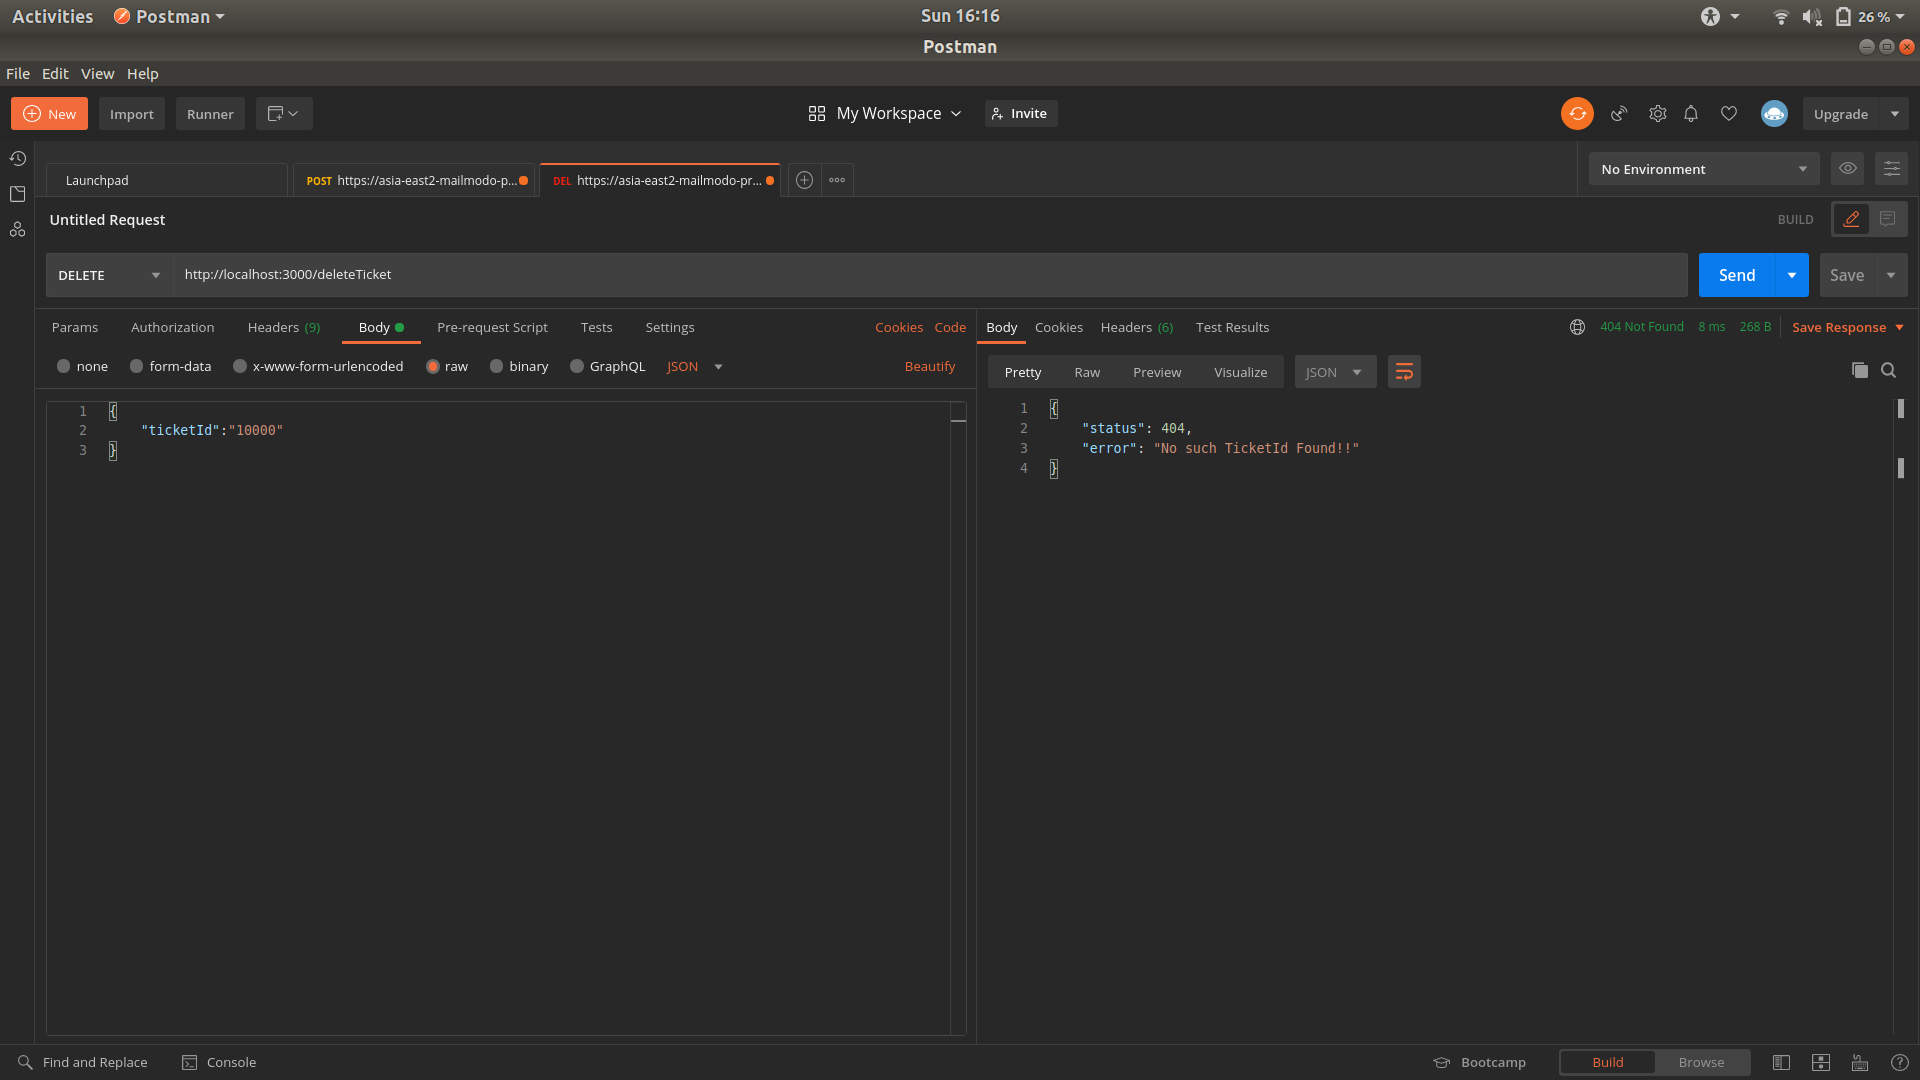 Activities Postman Sun 16:16 26 %
Postman
File Edit View Help
New Import Runner My Workspace Invite Upgrade
Launchpad POST https://asia-east2-mailmodo-p... DEL https://asia-east2-mailmodo-pr... No Environment
Untitled Request BUILD
DELETE http://localhost:3000/deleteTicket Send Save
Params Authorization Headers (9) Body Pre-request Script Tests Settings Cookies Code
none form-data x-www-form-urlencoded raw binary GraphQL JSON Beautify
1 {
2 "ticketId":"10000"
3 }
Body Cookies Headers (6) Test Results 404 Not Found 8 ms 268 B Save Response
Pretty Raw Preview Visualize JSON
1 {
2 "status": 404,
3 "error": "No such TicketId Found!!"
4 }
Find and Replace Console Bootcamp Build Browse